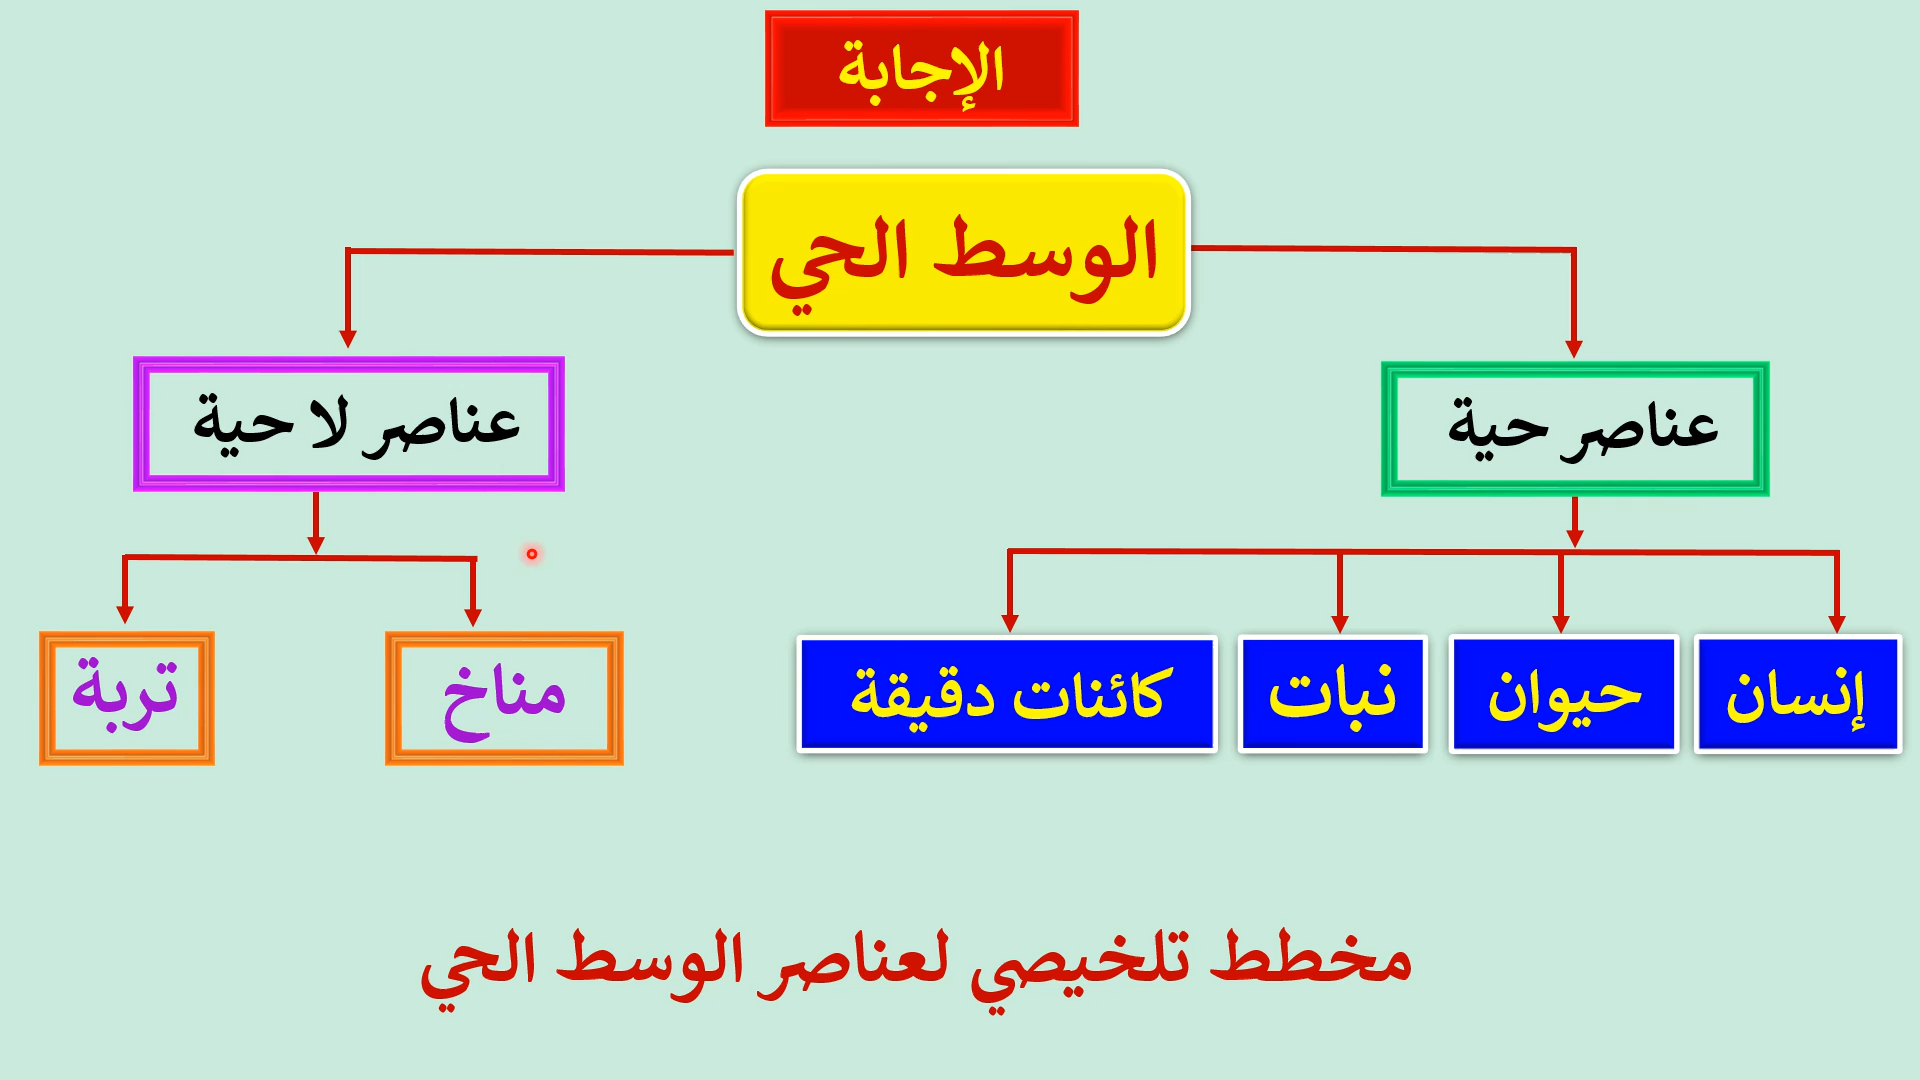 الإجابة
الوسط الحي
عناصر حية
عناصر لا حية
إنسان
حيوان
نبات
كائنات دقيقة
مناخ
تربة
مخطط تلخيصي لعناصر الوسط الحي